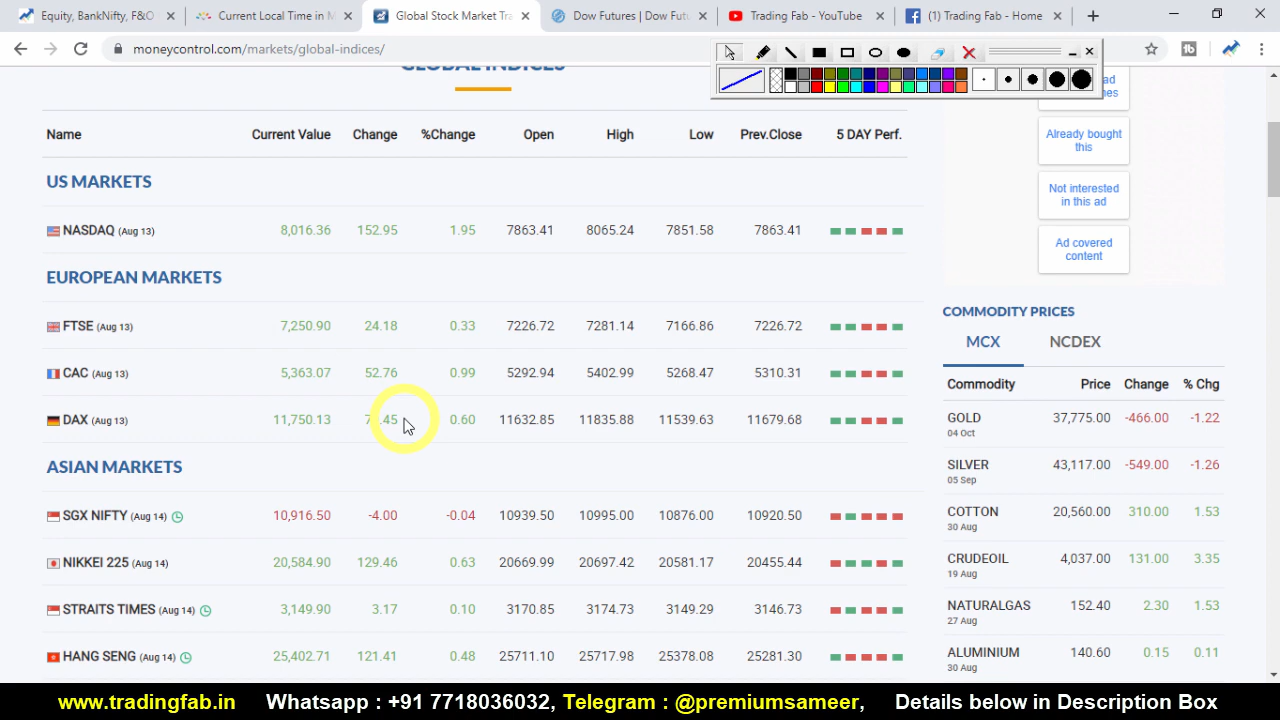 Equity, BankNifty, F&O
Current Local Time in M
Global Stock Market Tra
Dow Futures | Dow Futu
Trading Fab - YouTube
(1) Trading Fab - Home
moneycontrol.com/markets/global-indices/
GLOBAL INDICES
Name Current Value Change %Change Open High Low Prev.Close 5 DAY Perf.
US MARKETS
NASDAQ (Aug 13) 8,016.36 152.95 1.95 7863.41 8065.24 7851.58 7863.41
EUROPEAN MARKETS
FTSE (Aug 13) 7,250.90 24.18 0.33 7226.72 7281.14 7166.86 7226.72
CAC (Aug 13) 5,363.07 52.76 0.99 5292.94 5402.99 5268.47 5310.31
DAX (Aug 13) 11,750.13 .45 0.60 11632.85 11835.88 11539.63 11679.68
ASIAN MARKETS
SGX NIFTY (Aug 14) 10,916.50 -4.00 -0.04 10939.50 10995.00 10876.00 10920.50
NIKKEI 225 (Aug 14) 20,584.90 129.46 0.63 20669.99 20697.42 20581.17 20455.44
STRAITS TIMES (Aug 14) 3,149.90 3.17 0.10 3170.85 3174.73 3149.29 3146.73
HANG SENG (Aug 14) 25,402.71 121.41 0.48 25711.10 25717.98 25378.08 25281.30
Already bought
this
Not interested
in this ad
Ad covered
content
COMMODITY PRICES
MCX NCDEX
Commodity Price Change % Chg
GOLD 37,775.00 -466.00 -1.22
04 Oct
SILVER 43,117.00 -549.00 -1.26
05 Sep
COTTON 20,560.00 310.00 1.53
30 Aug
CRUDEOIL 4,037.00 131.00 3.35
19 Aug
NATURALGAS 152.40 2.30 1.53
27 Aug
ALUMINIUM 140.60 0.15 0.11
30 Aug
www.tradingfab.in Whatsapp : +91 7718036032, Telegram : @premiumsameer, Details below in Description Box